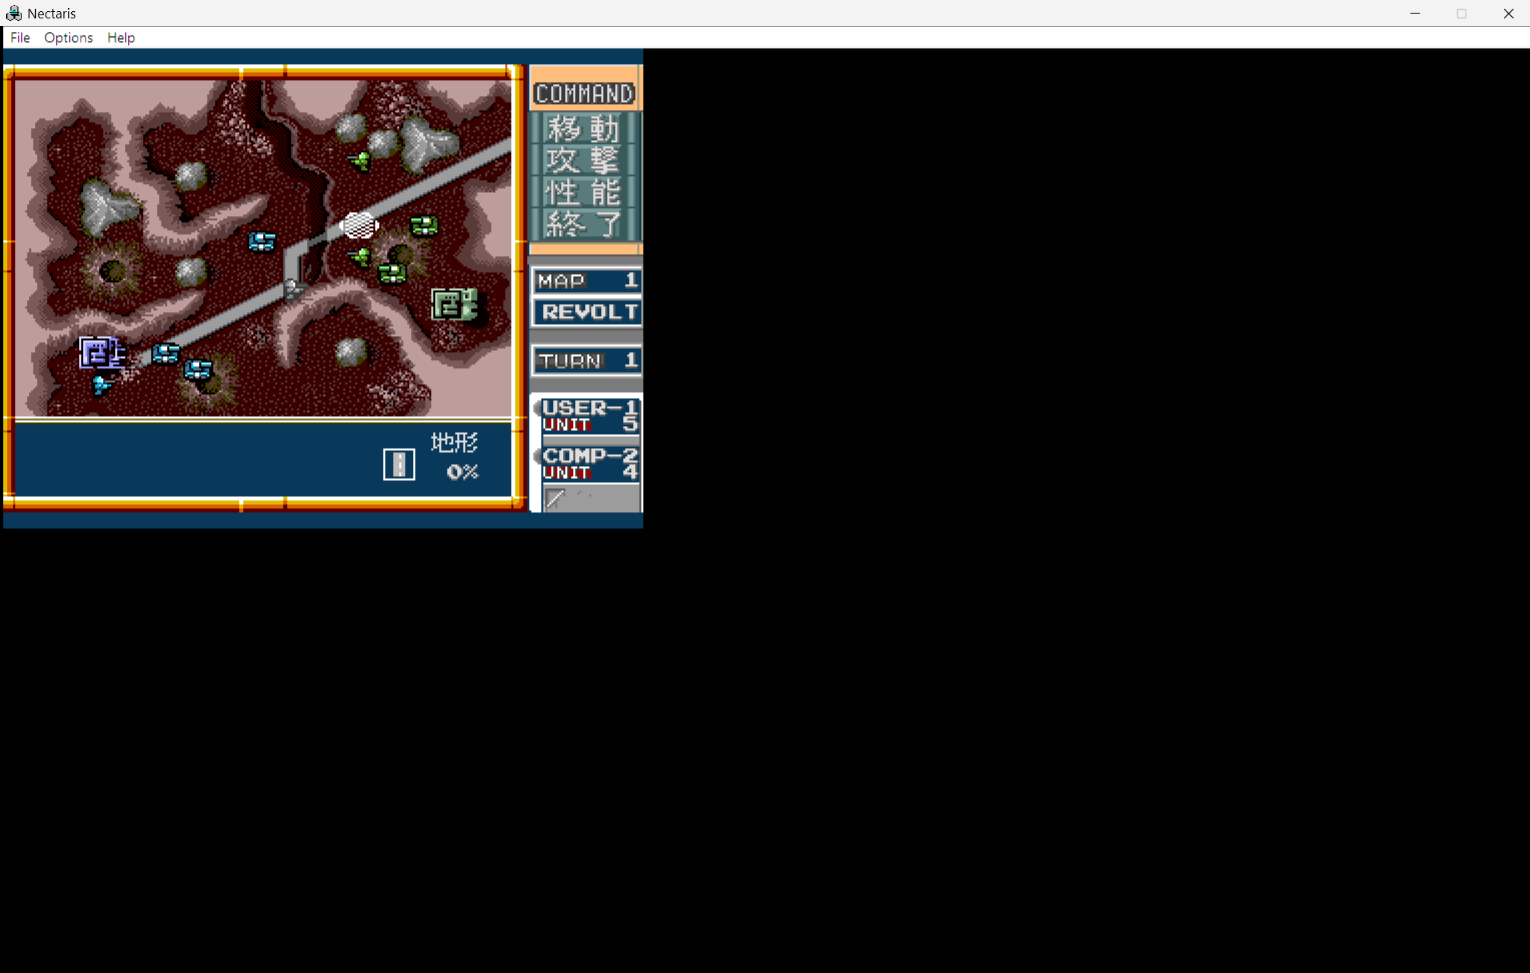 Nectaris
File Options Help
COMMAND
移動
攻撃
性能
終了
MAP 1
REVOLT
TURN 1
USER-1
UNIT 5
COMP-2
UNIT 4
地形
0%